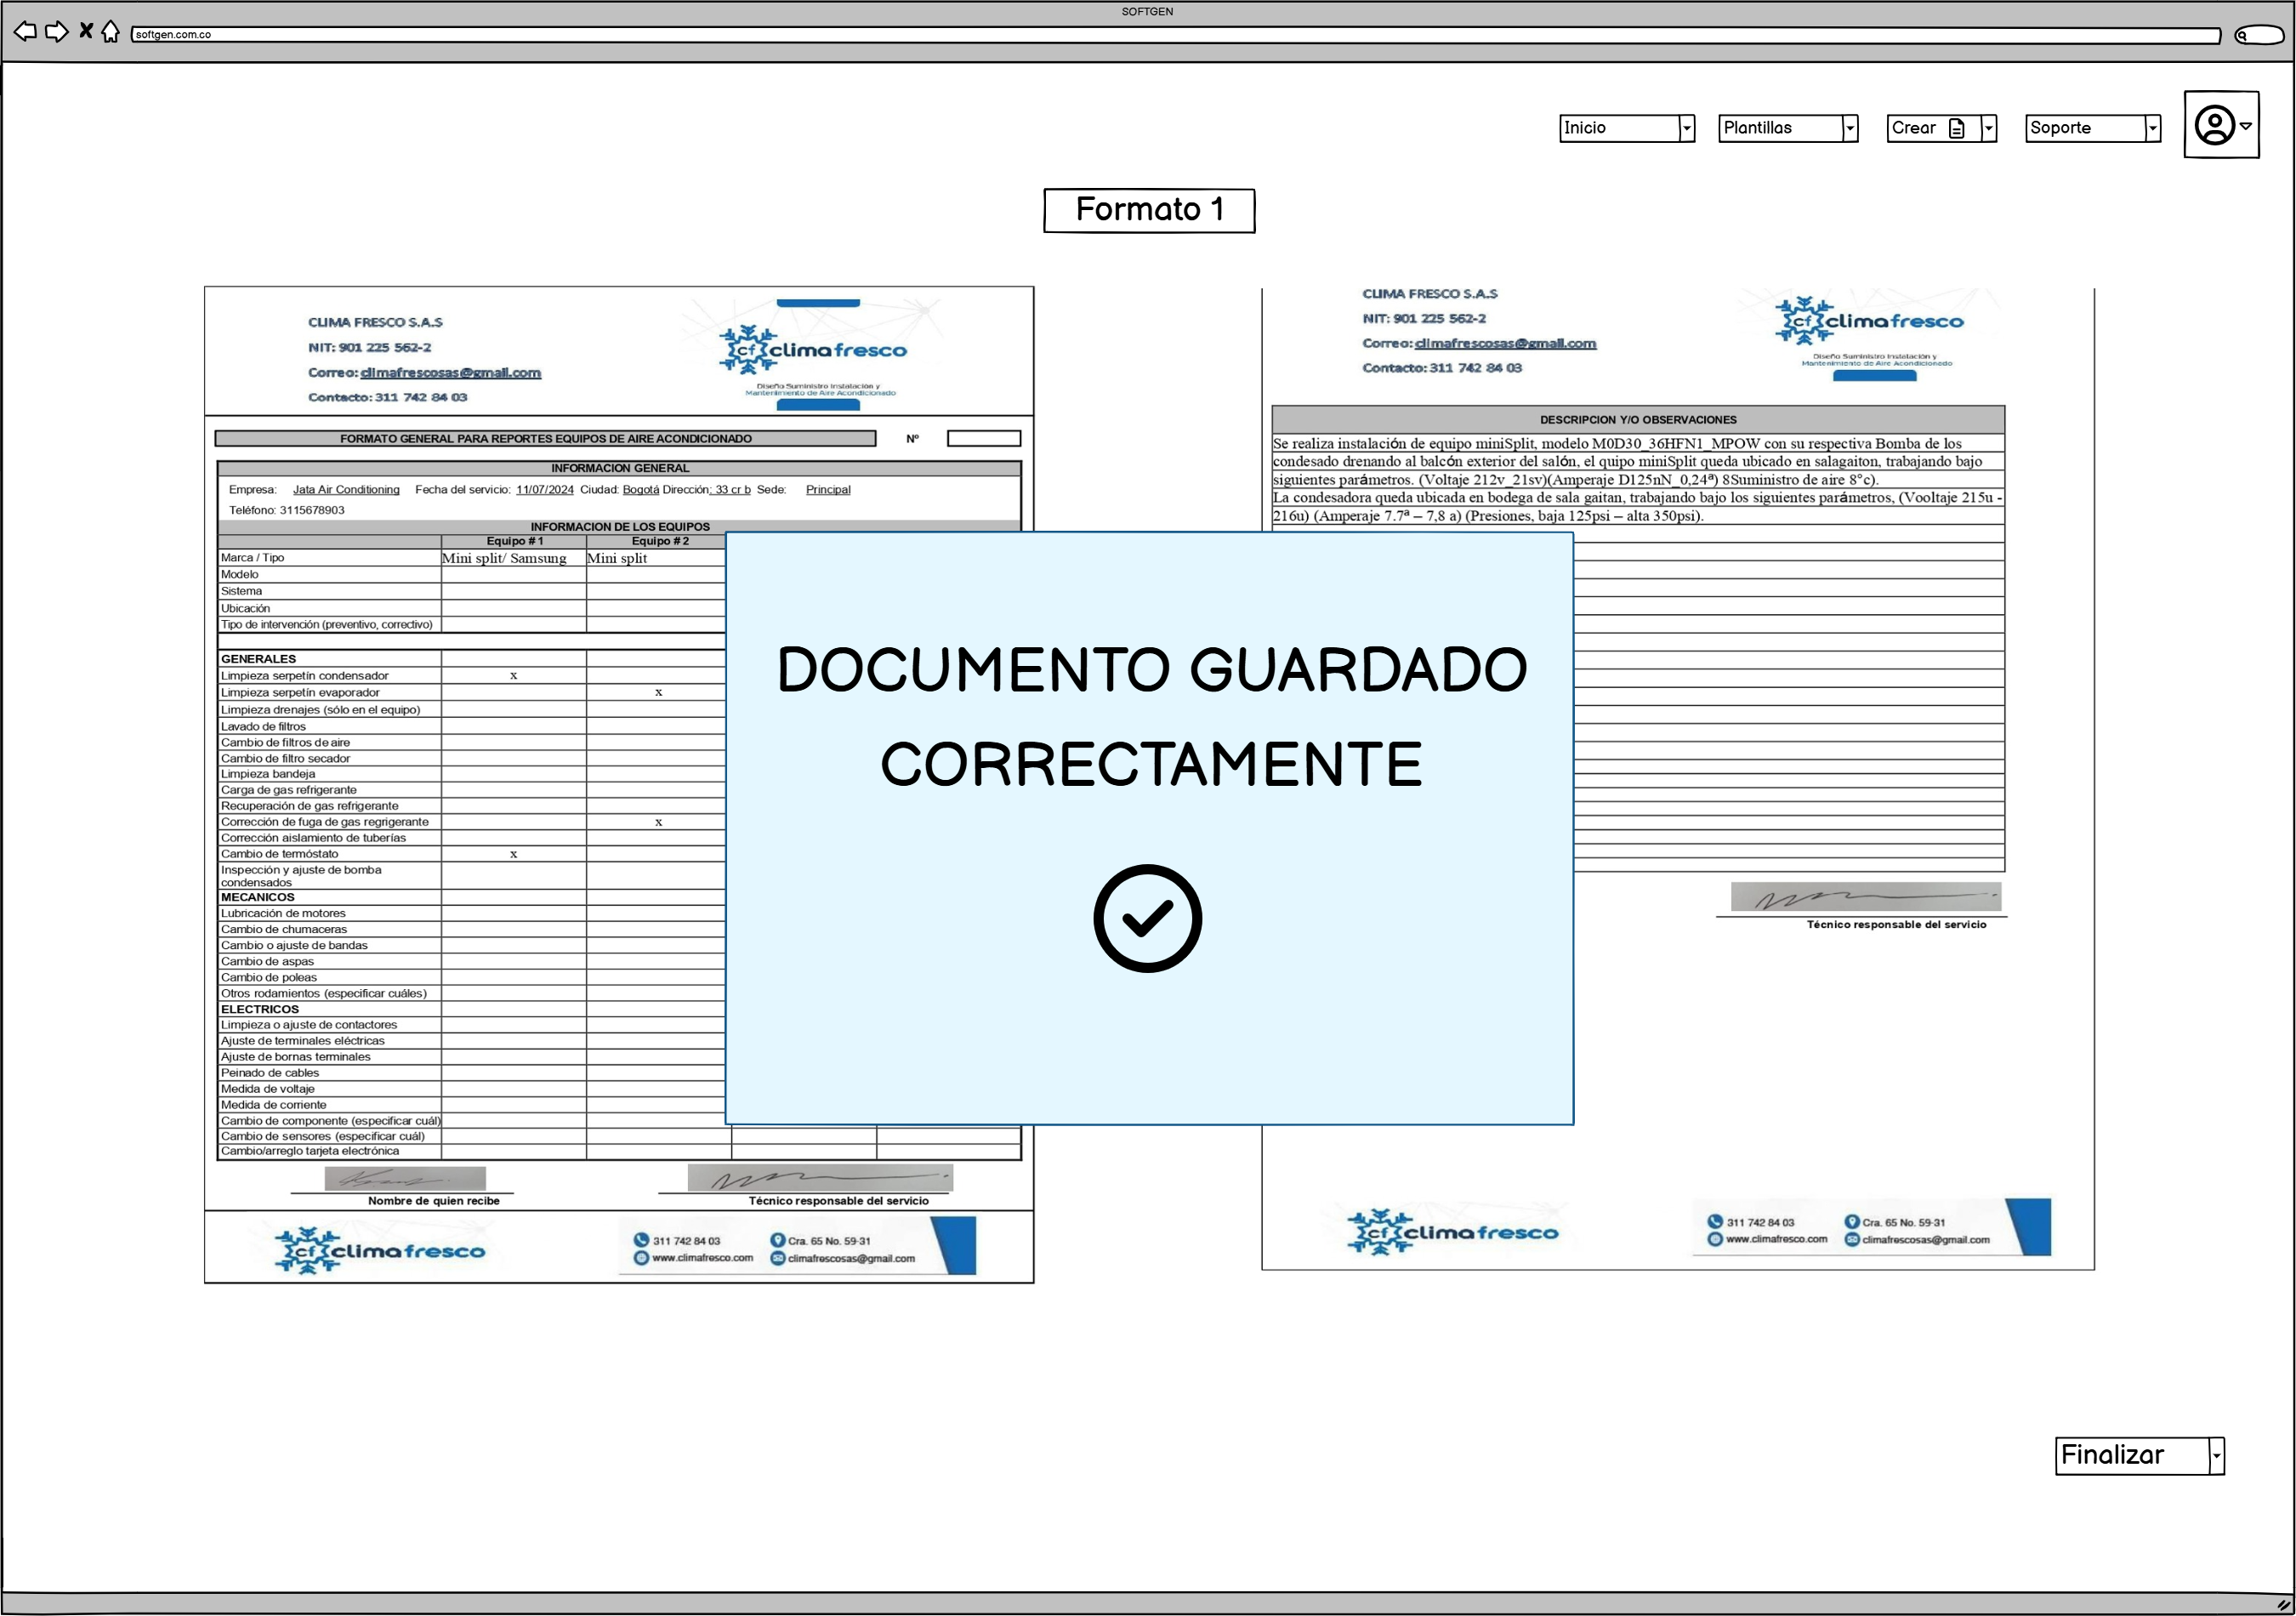 SOFTGEN
softgen.com.co
Inicio
Plantillas
Crear
Soporte
Formato 1
CLIMA FRESCO S.A.S
NIT: 901 225 562-2
Correo: climafrescosas@gmail.com
Contacto: 311 742 84 03
cf climafresco
Diseño Suministro Instalación y
Mantenimiento de Aire Acondicionado
FORMATO GENERAL PARA REPORTES EQUIPOS DE AIRE ACONDICIONADO Nº
INFORMACION GENERAL
Empresa: Jata Air Conditioning Fecha del servicio: 11/07/2024 Ciudad: Bogotá Dirección: 33 cr b Sede: Principal
Teléfono: 3115678903
INFORMACION DE LOS EQUIPOS
Equipo # 1 Equipo # 2
Marca / Tipo Mini split/ Samsung Mini split
Modelo
Sistema
Ubicación
Tipo de intervención (preventivo, correctivo)
GENERALES
Limpieza serpetín condensador x
Limpieza serpetín evaporador x
Limpieza drenajes (sólo en el equipo)
Lavado de filtros
Cambio de filtros de aire
Cambio de filtro secador
Limpieza bandeja
Carga de gas refrigerante
Recuperación de gas refrigerante
Corrección de fuga de gas regrigerante x
Corrección aislamiento de tuberías
Cambio de termóstato x
Inspección y ajuste de bomba
condensados
MECANICOS
Lubricación de motores
Cambio de chumaceras
Cambio o ajuste de bandas
Cambio de aspas
Cambio de poleas
Otros rodamientos (especificar cuáles)
ELECTRICOS
Limpieza o ajuste de contactores
Ajuste de terminales eléctricas
Ajuste de bornas terminales
Peinado de cables
Medida de voltaje
Medida de corriente
Cambio de componente (especificar cuál)
Cambio de sensores (especificar cuál)
Cambio/arreglo tarjeta electrónica
Nombre de quien recibe Técnico responsable del servicio
cf climafresco
311 742 84 03 Cra. 65 No. 59-31
www.climafresco.com climafrescosas@gmail.com
CLIMA FRESCO S.A.S
NIT: 901 225 562-2
Correo: climafrescosas@gmail.com
Contacto: 311 742 84 03
cf climafresco
Diseño Suministro Instalación y
Mantenimiento de Aire Acondicionado
DESCRIPCION Y/O OBSERVACIONES
Se realiza instalación de equipo miniSplit, modelo M0D30_36HFN1_MPOW con su respectiva Bomba de los
condesado drenando al balcón exterior del salón, el quipo miniSplit queda ubicado en salagaiton, trabajando bajo
siguientes parámetros. (Voltaje 212v_21sv)(Amperaje D125nN_0,24ª) 8Suministro de aire 8°c).
La condesadora queda ubicada en bodega de sala gaitan, trabajando bajo los siguientes parámetros, (Vooltaje 215u -
216u) (Amperaje 7.7ª – 7,8 a) (Presiones, baja 125psi – alta 350psi).
Técnico responsable del servicio
cf climafresco
311 742 84 03 Cra. 65 No. 59-31
www.climafresco.com climafrescosas@gmail.com
DOCUMENTO GUARDADO
CORRECTAMENTE
Finalizar